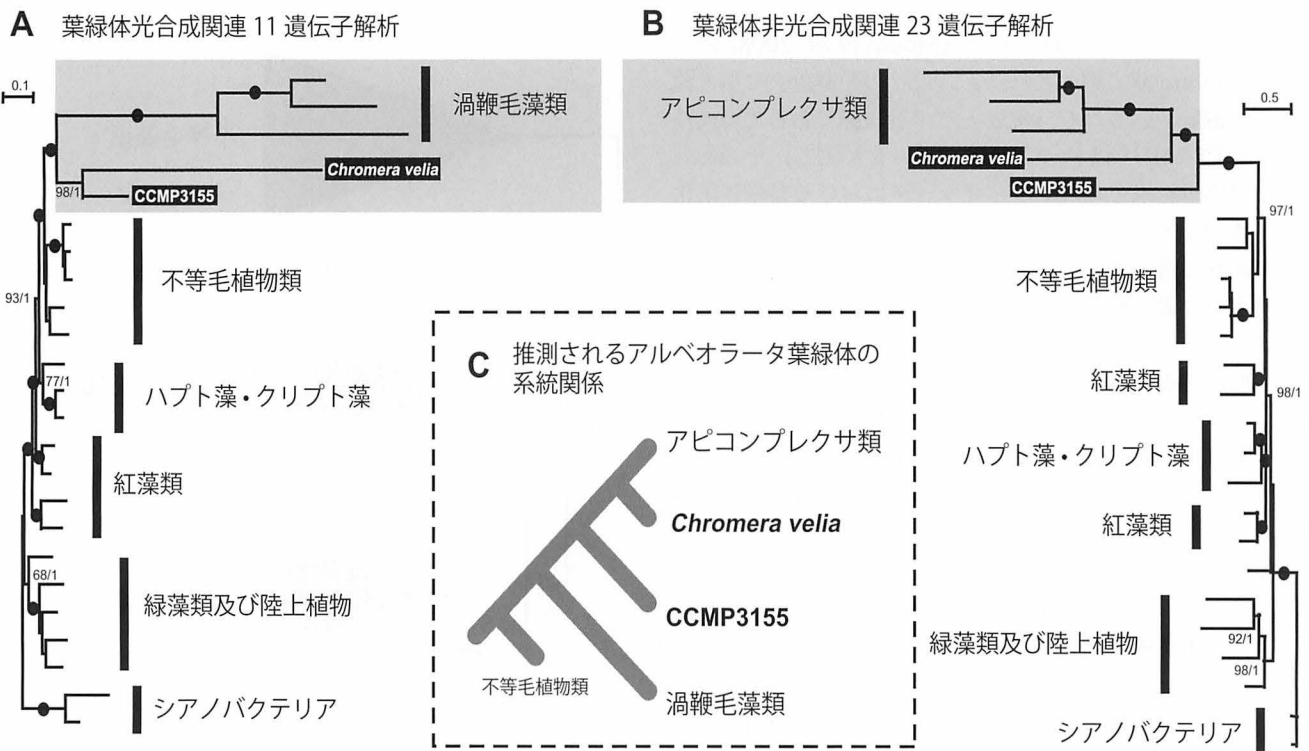 A 葉緑体光合成関連 11 遺伝子解析
0.1
渦鞭毛藻類
Chromera velia
98/1
CCMP3155
不等毛植物類
93/1
77/1
ハプト藻・クリプト藻
紅藻類
68/1
緑藻類及び陸上植物
シアノバクテリア
B 葉緑体非光合成関連 23 遺伝子解析
0.5
アピコンプレクサ類
Chromera velia
CCMP3155
97/1
不等毛植物類
紅藻類
98/1
ハプト藻・クリプト藻
紅藻類
緑藻類及び陸上植物
92/1
98/1
シアノバクテリア
C 推測されるアルベオラータ葉緑体の
系統関係
アピコンプレクサ類
Chromera velia
CCMP3155
不等毛植物類
渦鞭毛藻類